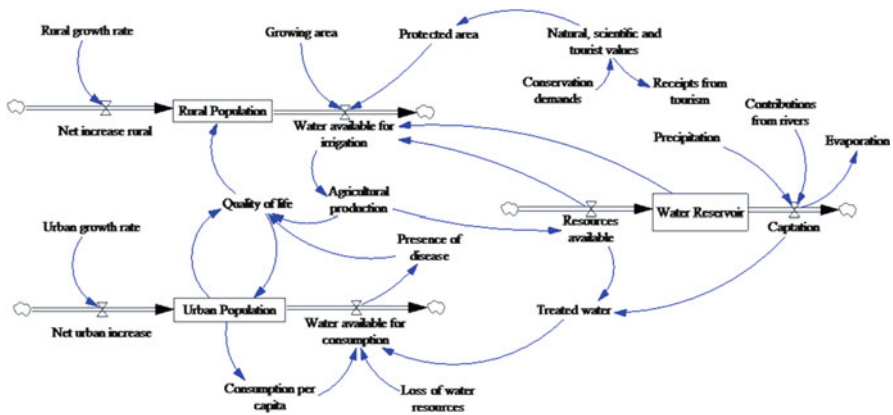 Rural growth rate
Growing area
Protected area
Natural, scientific and
tourist values
Conservation
demands
Receipts from
tourism
Contributions
from rivers
Precipitation
Evaporation
Rural Population
Net increase rural
Water available for
irrigation
Agricultural
production
Quality of life
Resources
available
Water Reservoir
Captation
Urban growth rate
Presence of
disease
Urban Population
Net urban increase
Water available for
consumption
Treated water
Consumption per
capita
Loss of water
resources